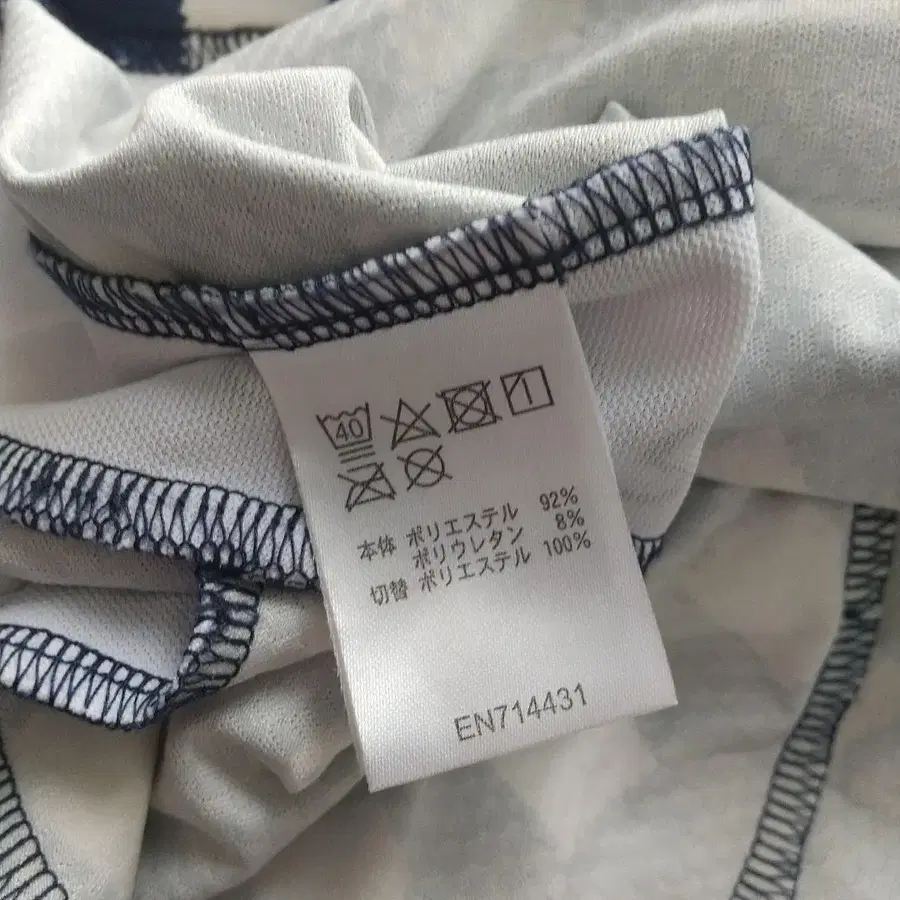 40
本体 ポリエステル 92%
ポリウレタン 8%
切替 ポリエステル 100%
EN714431